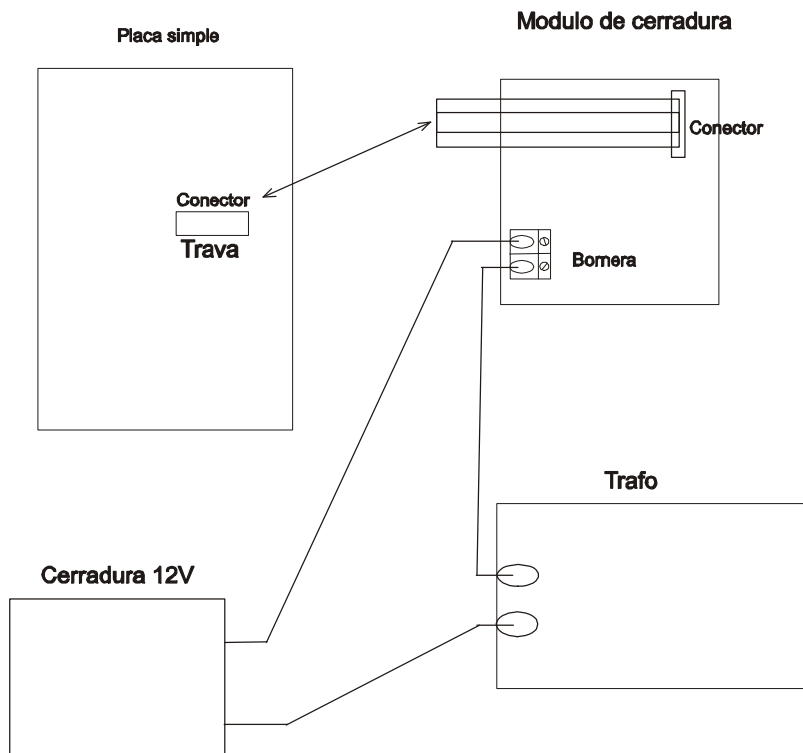 Placa simple
Modulo de cerradura
Conector
Conector
Trava
Bornera
Trafo
Cerradura 12V